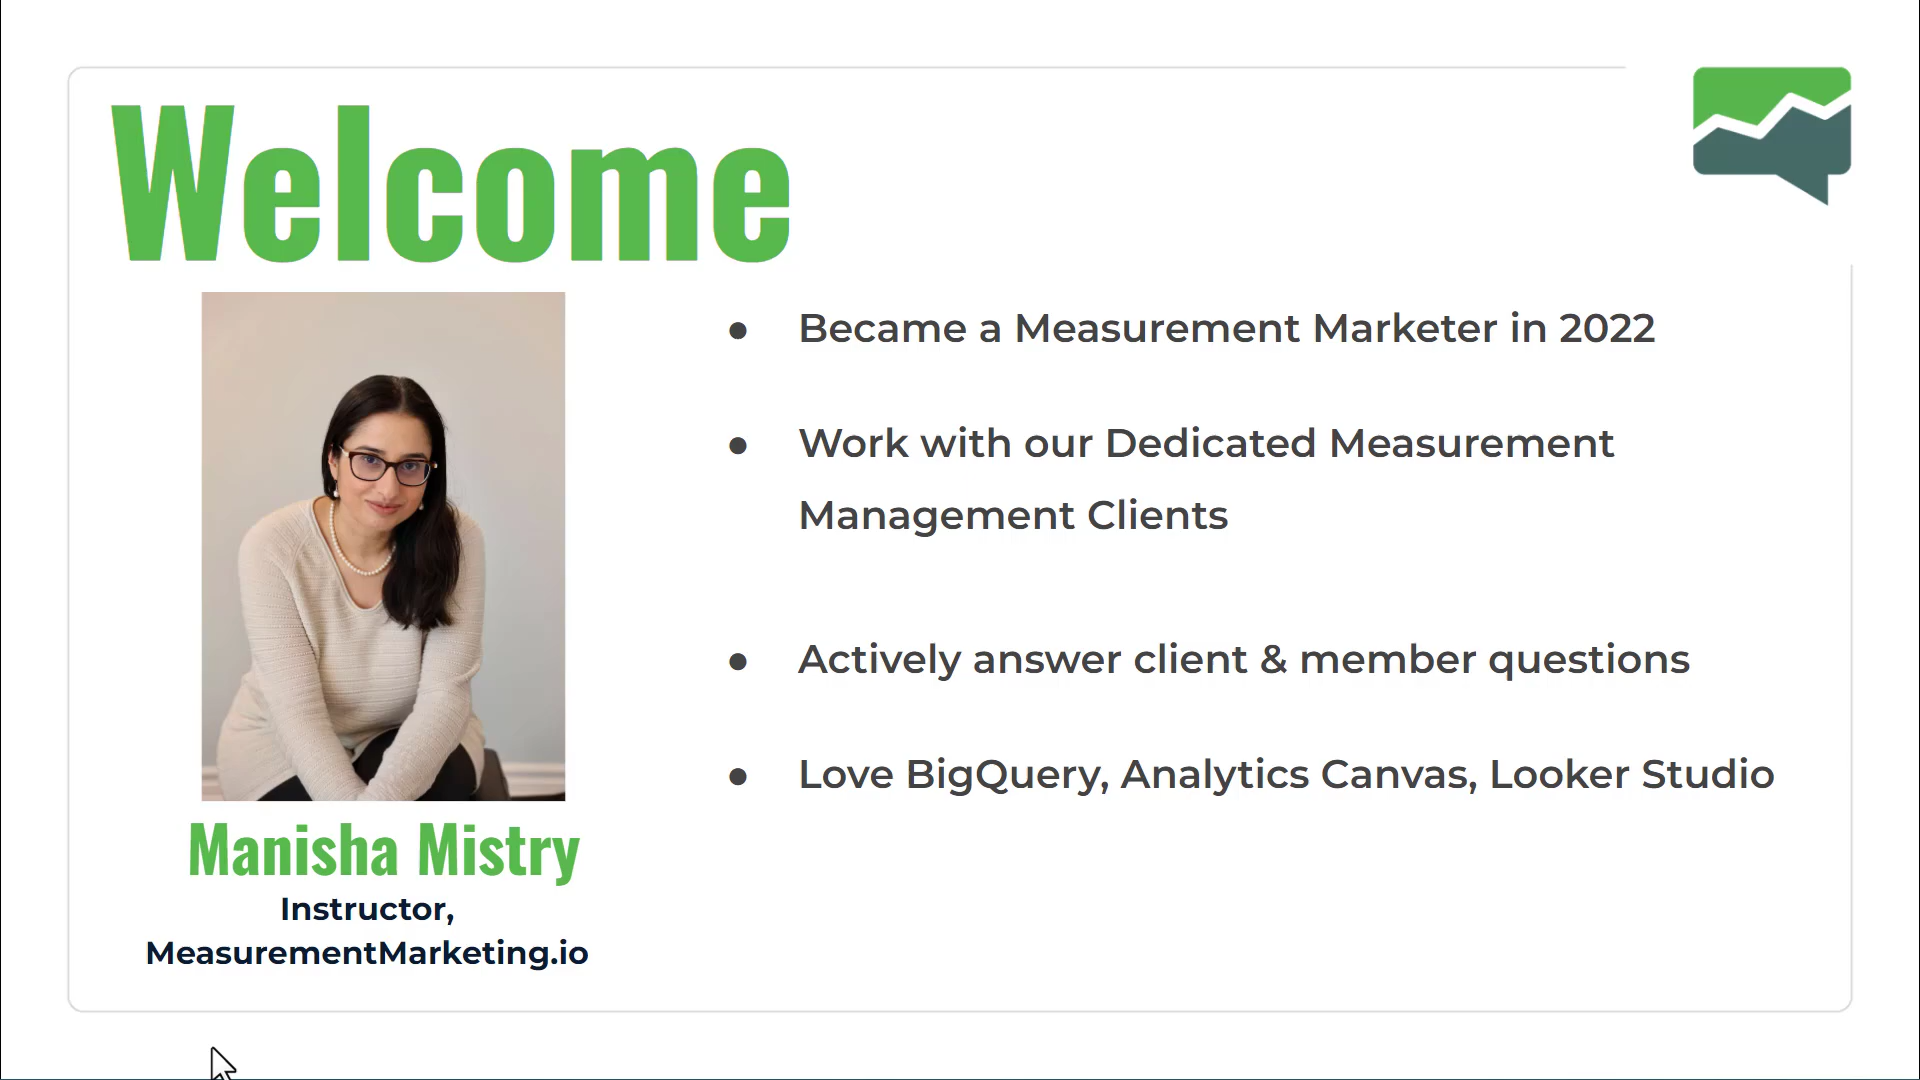 Welcome
● Became a Measurement Marketer in 2022
● Work with our Dedicated Measurement
Management Clients
● Actively answer client & member questions
● Love BigQuery, Analytics Canvas, Looker Studio
Manisha Mistry
Instructor,
MeasurementMarketing.io